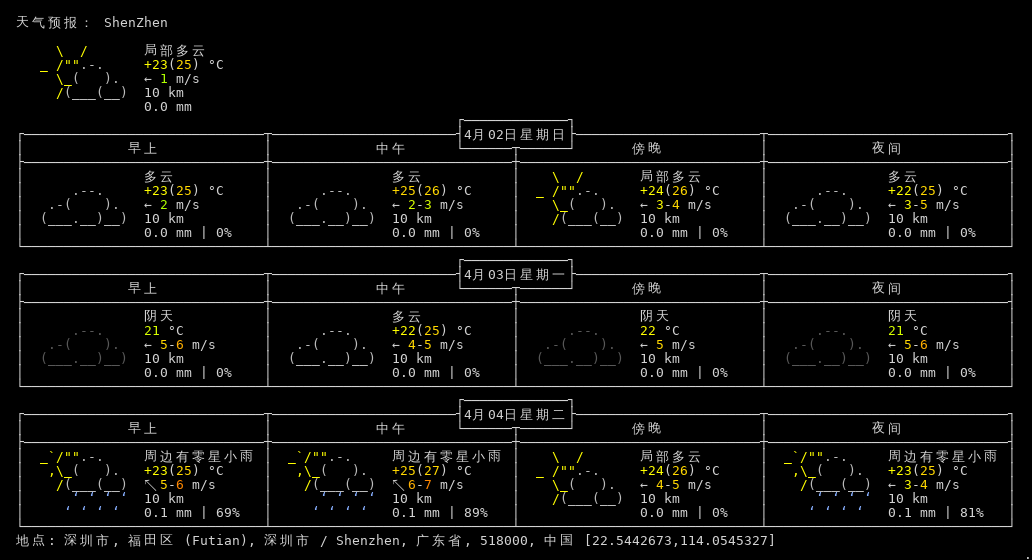 天气预报： ShenZhen
局部多云
+23(25) °C
← 1 m/s
10 km
0.0 mm
4月02日星期日
早上 中午 傍晚 夜间
多云 多云 局部多云 多云
+23(25) °C +25(26) °C +24(26) °C +22(25) °C
← 2 m/s ← 2-3 m/s ← 3-4 m/s ← 3-5 m/s
10 km 10 km 10 km 10 km
0.0 mm | 0% 0.0 mm | 0% 0.0 mm | 0% 0.0 mm | 0%
4月03日星期一
早上 中午 傍晚 夜间
阴天 多云 阴天 阴天
21 °C +22(25) °C 22 °C 21 °C
← 5-6 m/s ← 4-5 m/s ← 5 m/s ← 5-6 m/s
10 km 10 km 10 km 10 km
0.0 mm | 0% 0.0 mm | 0% 0.0 mm | 0% 0.0 mm | 0%
4月04日星期二
早上 中午 傍晚 夜间
周边有零星小雨 周边有零星小雨 局部多云 周边有零星小雨
+23(25) °C +25(27) °C +24(26) °C +23(25) °C
↖ 5-6 m/s ↖ 6-7 m/s ← 4-5 m/s ← 3-4 m/s
10 km 10 km 10 km 10 km
0.1 mm | 69% 0.1 mm | 89% 0.0 mm | 0% 0.1 mm | 81%
地点: 深圳市, 福田区 (Futian), 深圳市 / Shenzhen, 广东省, 518000, 中国 [22.5442673,114.0545327]